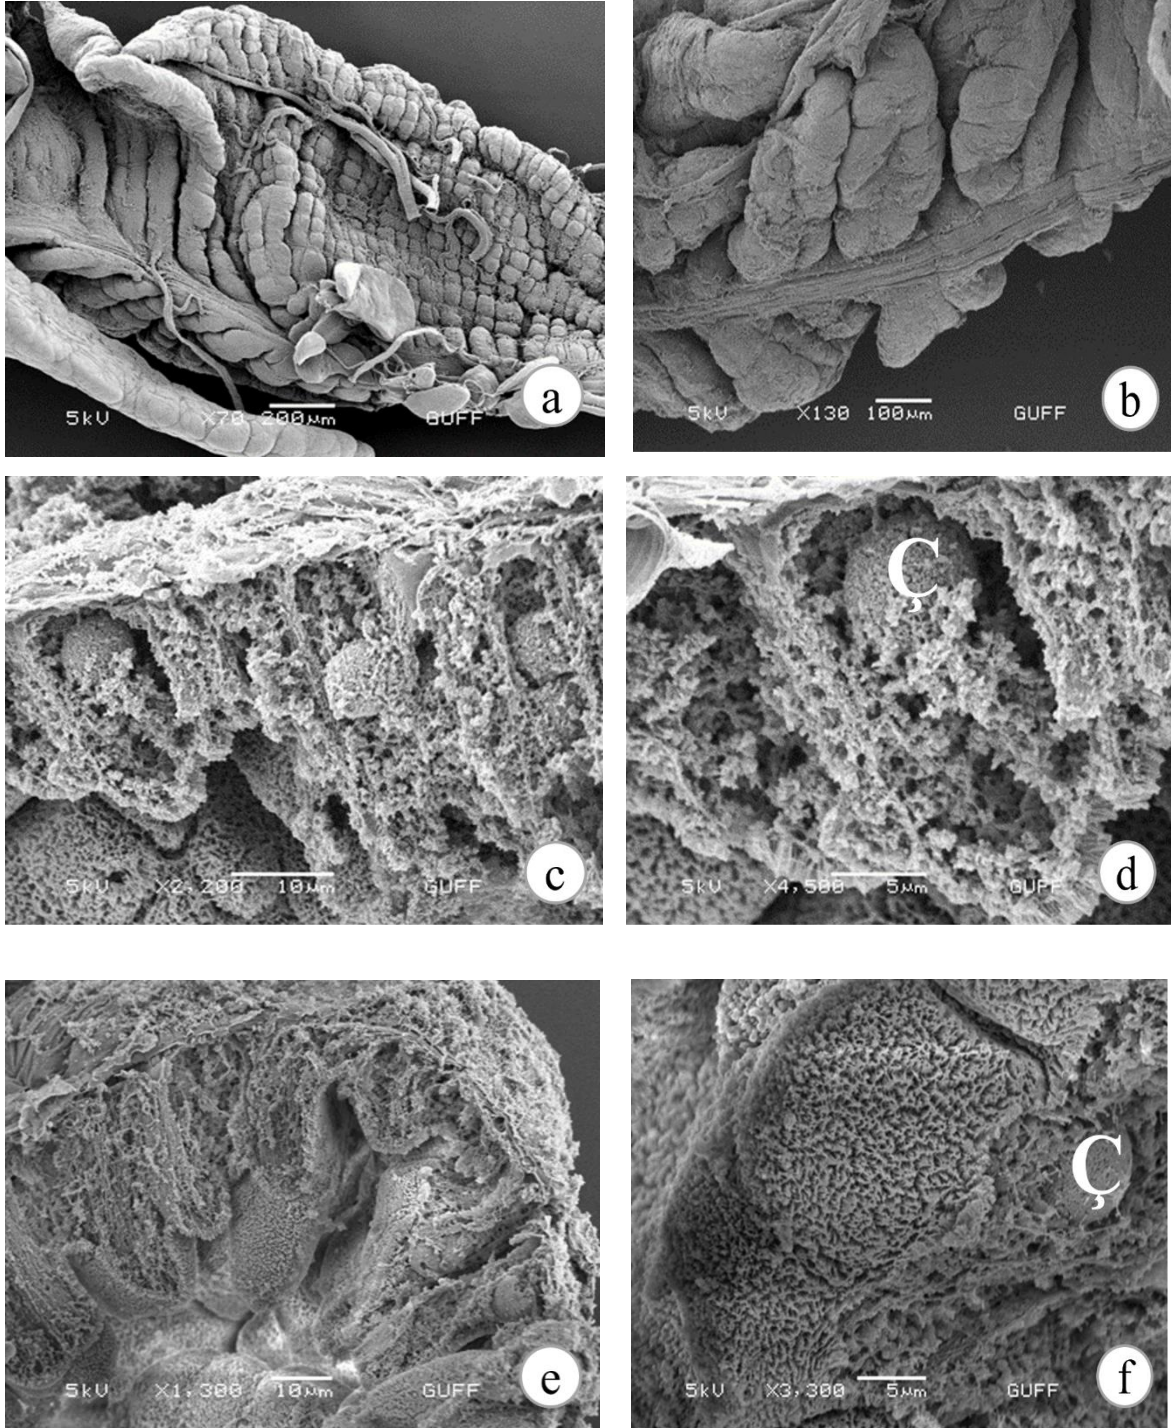 5kV X70 200μm GUFF a
5kV X130 100μm GUFF b
5kV X2,200 10μm GUFF c
Ç
5kV X4,500 5μm GUFF d
5kV X1,300 10μm GUFF e
Ç
5kV X3,300 5μm GUFF f